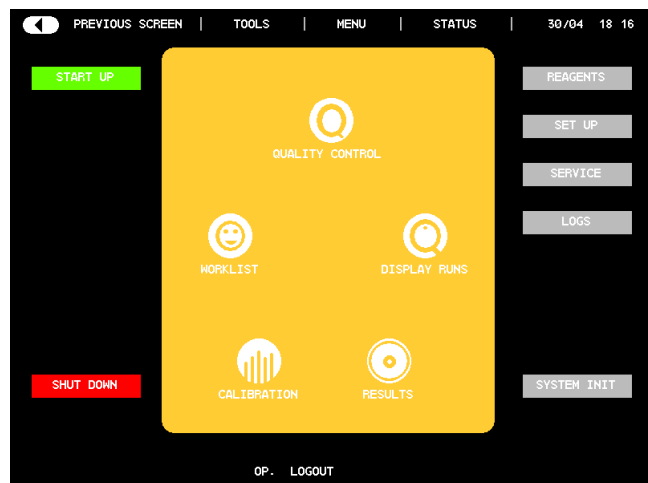 PREVIOUS SCREEN | TOOLS | MENU | STATUS | 30/04 18 16
START UP
REAGENTS
SET UP
QUALITY CONTROL
SERVICE
LOGS
WORKLIST
DISPLAY RUNS
SHUT DOWN
CALIBRATION
RESULTS
SYSTEM INIT
OP. LOGOUT